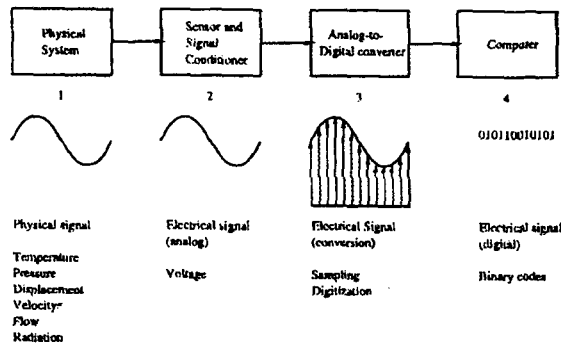 Physical
System
Sensor and
Signal
Conditioner
Analog-to-
Digital converter
Computer
1
2
3
4
010110010101
Physical signal
Temperature
Pressure
Displacement
Velocity
Flow
Radiation
Electrical signal
(analog)
Voltage
Electrical Signal
(conversion)
Sampling
Digitization
Electrical signal
(digital)
Binary codes